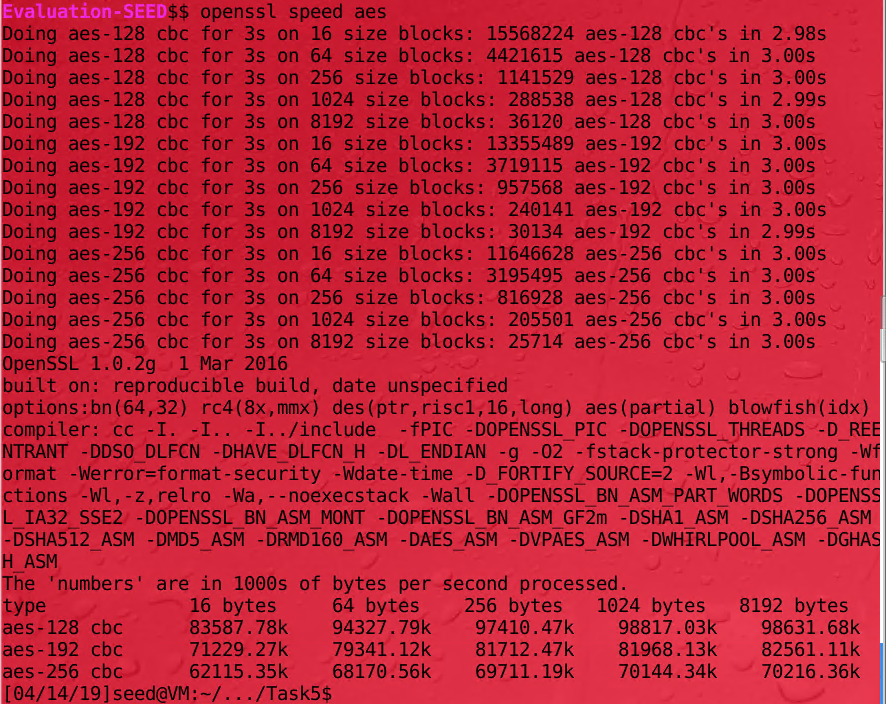 Evaluation-SEED$$ openssl speed aes
Doing aes-128 cbc for 3s on 16 size blocks: 15568224 aes-128 cbc's in 2.98s
Doing aes-128 cbc for 3s on 64 size blocks: 4421615 aes-128 cbc's in 3.00s
Doing aes-128 cbc for 3s on 256 size blocks: 1141529 aes-128 cbc's in 3.00s
Doing aes-128 cbc for 3s on 1024 size blocks: 288538 aes-128 cbc's in 2.99s
Doing aes-128 cbc for 3s on 8192 size blocks: 36120 aes-128 cbc's in 3.00s
Doing aes-192 cbc for 3s on 16 size blocks: 13355489 aes-192 cbc's in 3.00s
Doing aes-192 cbc for 3s on 64 size blocks: 3719115 aes-192 cbc's in 3.00s
Doing aes-192 cbc for 3s on 256 size blocks: 957568 aes-192 cbc's in 3.00s
Doing aes-192 cbc for 3s on 1024 size blocks: 240141 aes-192 cbc's in 3.00s
Doing aes-192 cbc for 3s on 8192 size blocks: 30134 aes-192 cbc's in 2.99s
Doing aes-256 cbc for 3s on 16 size blocks: 11646628 aes-256 cbc's in 3.00s
Doing aes-256 cbc for 3s on 64 size blocks: 3195495 aes-256 cbc's in 3.00s
Doing aes-256 cbc for 3s on 256 size blocks: 816928 aes-256 cbc's in 3.00s
Doing aes-256 cbc for 3s on 1024 size blocks: 205501 aes-256 cbc's in 3.00s
Doing aes-256 cbc for 3s on 8192 size blocks: 25714 aes-256 cbc's in 3.00s
OpenSSL 1.0.2g  1 Mar 2016
built on: reproducible build, date unspecified
options:bn(64,32) rc4(8x,mmx) des(ptr,risc1,16,long) aes(partial) blowfish(idx)
compiler: cc -I. -I.. -I../include  -fPIC -DOPENSSL_PIC -DOPENSSL_THREADS -D_REE
NTRANT -DDSO_DLFCN -DHAVE_DLFCN_H -DL_ENDIAN -g -O2 -fstack-protector-strong -Wf
ormat -Werror=format-security -Wdate-time -D_FORTIFY_SOURCE=2 -Wl,-Bsymbolic-fun
ctions -Wl,-z,relro -Wa,--noexecstack -Wall -DOPENSSL_BN_ASM_PART_WORDS -DOPENSS
L_IA32_SSE2 -DOPENSSL_BN_ASM_MONT -DOPENSSL_BN_ASM_GF2m -DSHA1_ASM -DSHA256_ASM
-DSHA512_ASM -DMD5_ASM -DRMD160_ASM -DAES_ASM -DVPAES_ASM -DWHIRLPOOL_ASM -DGHAS
H_ASM
The 'numbers' are in 1000s of bytes per second processed.
type             16 bytes     64 bytes    256 bytes   1024 bytes   8192 bytes
aes-128 cbc      83587.78k    94327.79k    97410.47k    98817.03k    98631.68k
aes-192 cbc      71229.27k    79341.12k    81712.47k    81968.13k    82561.11k
aes-256 cbc      62115.35k    68170.56k    69711.19k    70144.34k    70216.36k
[04/14/19]seed@VM:~/.../Task5$